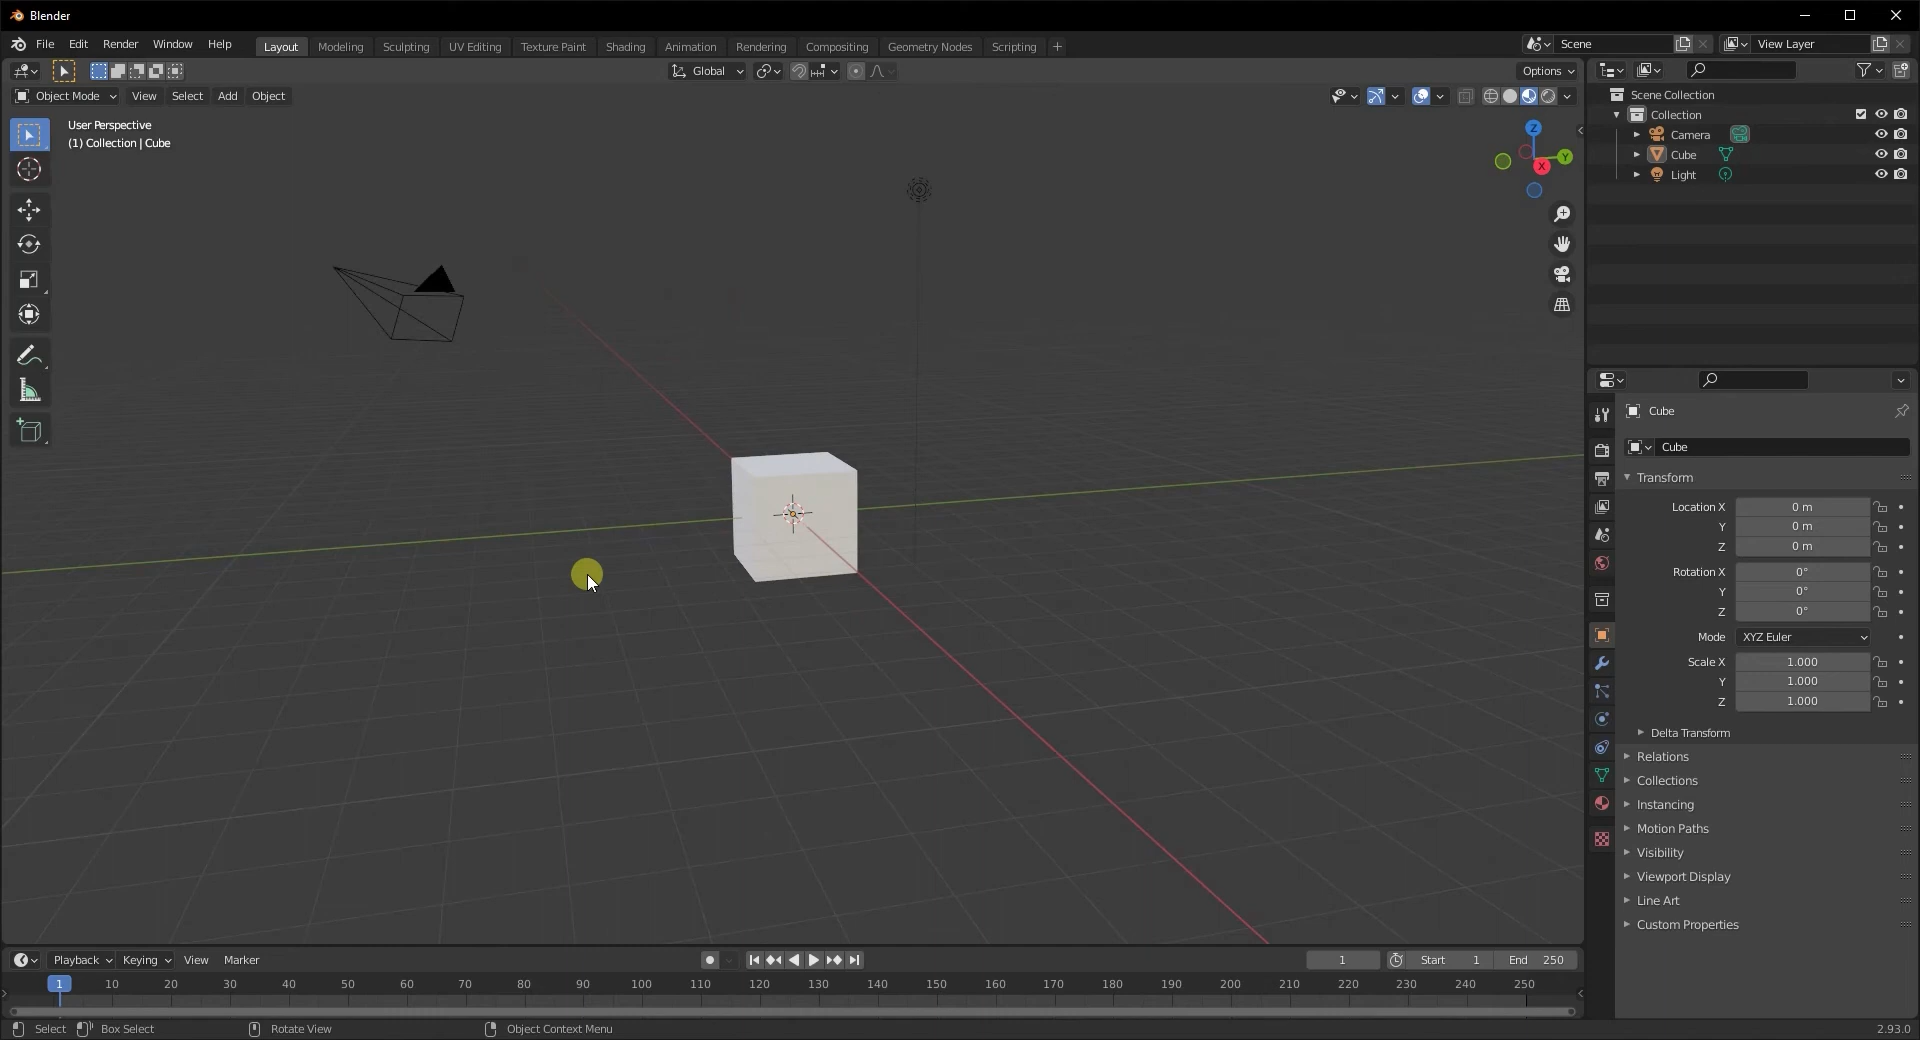 Blender
File Edit Render Window Help Layout Modeling Sculpting UV Editing Texture Paint Shading Animation Rendering Compositing Geometry Nodes Scripting + Scene View Layer
Global Options
Object Mode View Select Add Object
User Perspective
(1) Collection | Cube
Z
Y
X
Scene Collection
Collection
Camera
Cube
Light
Cube
Cube
Transform
Location X 0 m
Y 0 m
Z 0 m
Rotation X 0°
Y 0°
Z 0°
Mode XYZ Euler
Scale X 1.000
Y 1.000
Z 1.000
Delta Transform
Relations
Collections
Instancing
Motion Paths
Visibility
Viewport Display
Line Art
Custom Properties
Playback Keying View Marker 1 Start 1 End 250
1 10 20 30 40 50 60 70 80 90 100 110 120 130 140 150 160 170 180 190 200 210 220 230 240 250
Select Box Select Rotate View Object Context Menu 2.93.0